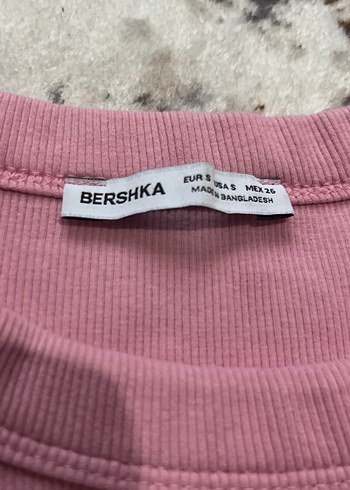 BERSHKA
EUR S USA S MEX 26
MADE IN BANGLADESH